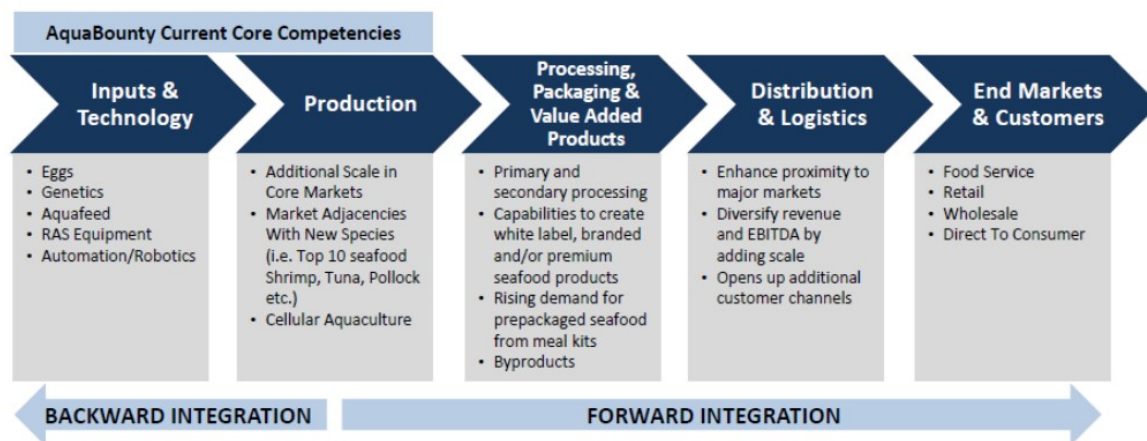 AquaBounty Current Core Competencies
Inputs &
Technology
Production
Processing,
Packaging &
Value Added
Products
Distribution
& Logistics
End Markets
& Customers
• Eggs
• Genetics
• Aquafeed
• RAS Equipment
• Automation/Robotics
• Additional Scale in
Core Markets
• Market Adjacencies
With New Species
(i.e. Top 10 seafood
Shrimp, Tuna, Pollock
etc.)
• Cellular Aquaculture
• Primary and
secondary processing
• Capabilities to create
white label, branded
and/or premium
seafood products
• Rising demand for
prepackaged seafood
from meal kits
• Byproducts
• Enhance proximity to
major markets
• Diversify revenue
and EBITDA by
adding scale
• Opens up additional
customer channels
• Food Service
• Retail
• Wholesale
• Direct To Consumer
BACKWARD INTEGRATION
FORWARD INTEGRATION